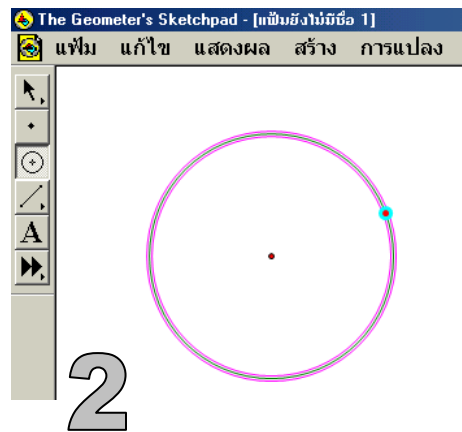 The Geometer's Sketchpad - [แฟ้มยังไม่มีชื่อ 1]
แฟ้ม แก้ไข แสดงผล สร้าง การแปลง
A
2